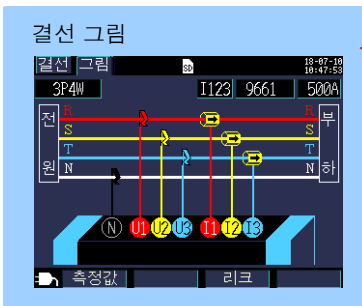 결선 그림
결선 그림 SD 18-07-10
10:47:53
3P4W I123 9661 500A
전 R R 부
S S
T T
원 N N 하
N U1 U2 U3 I1 I2 I3
측정값 리크